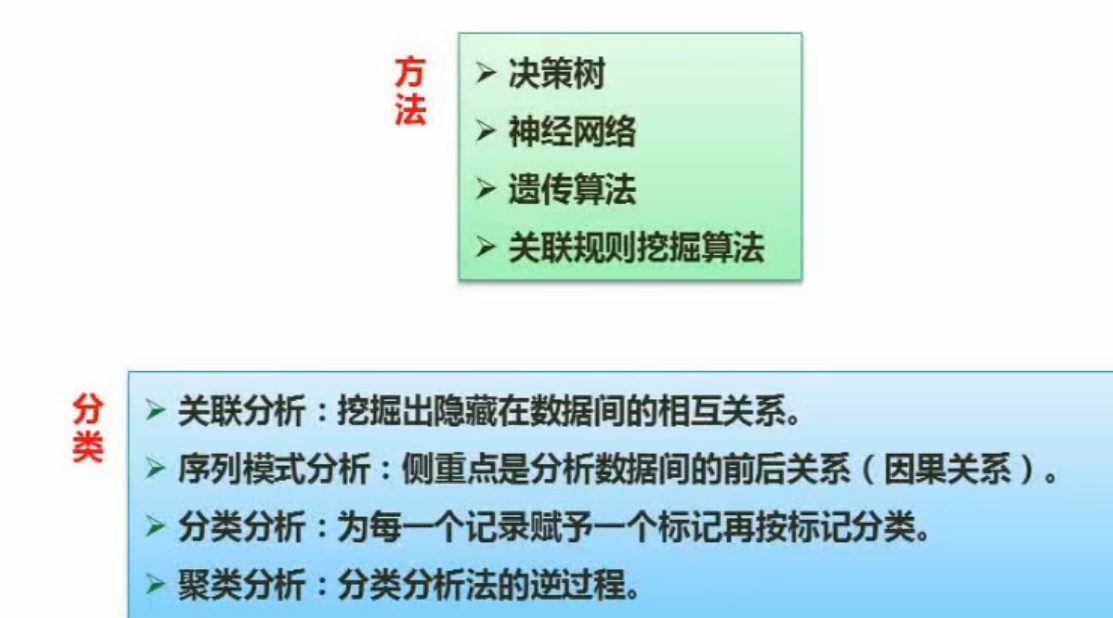 方法
➢ 决策树
➢ 神经网络
➢ 遗传算法
➢ 关联规则挖掘算法
分类
➢ 关联分析：挖掘出隐藏在数据间的相互关系。
➢ 序列模式分析：侧重点是分析数据间的前后关系（因果关系）。
➢ 分类分析：为每一个记录赋予一个标记再按标记分类。
➢ 聚类分析：分类分析法的逆过程。